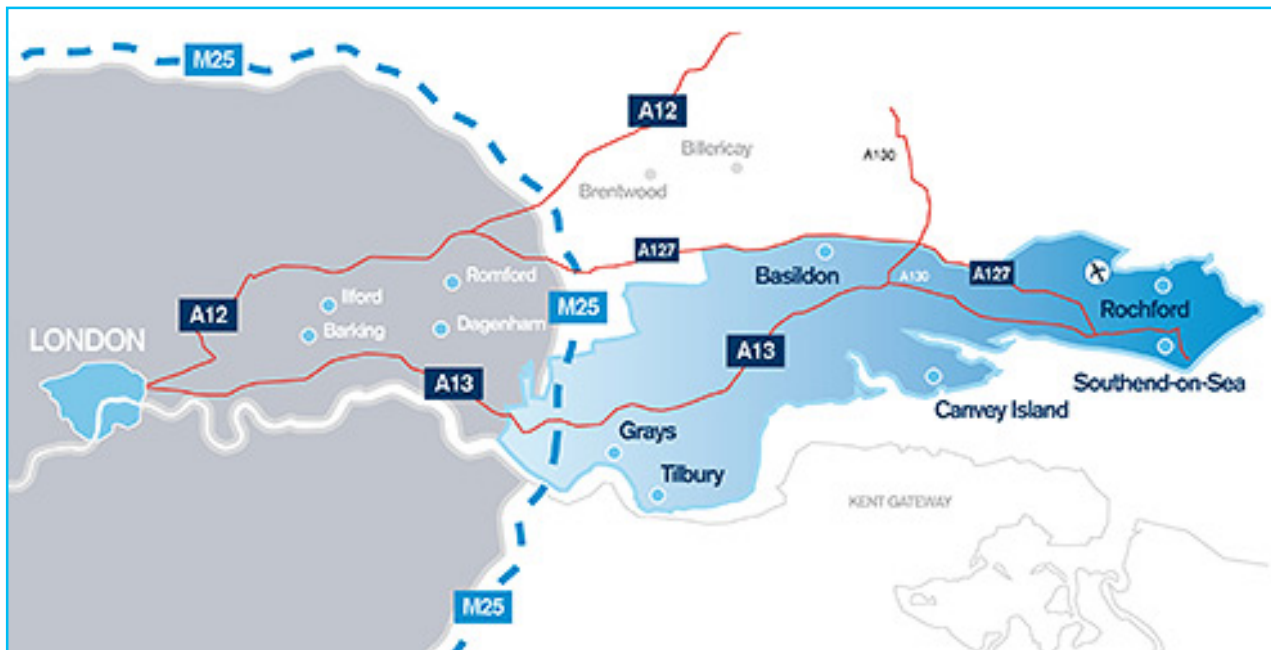 M25
A12
A130
Billericay
Brentwood
A127
Basildon
A130
A127
Romford
Ilford
M25
Rochford
A12
Barking
Dagenham
LONDON
A13
A13
Southend-on-Sea
Canvey Island
Grays
Tilbury
KENT GATEWAY
M25